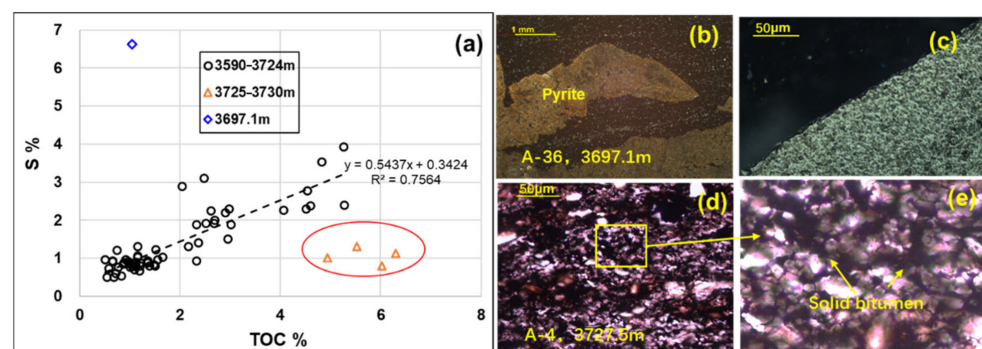 7
6
5
4
3
2
1
0
0
2
4
6
8
S %
TOC %
(a)
3590-3724m
3725-3730m
3697.1m
y = 0.5437x + 0.3424
R² = 0.7564
1 mm
(b)
Pyrite
A-36, 3697.1m
50μm
(c)
50μm
(d)
A-4, 3727.5m
(e)
Solid bitumen